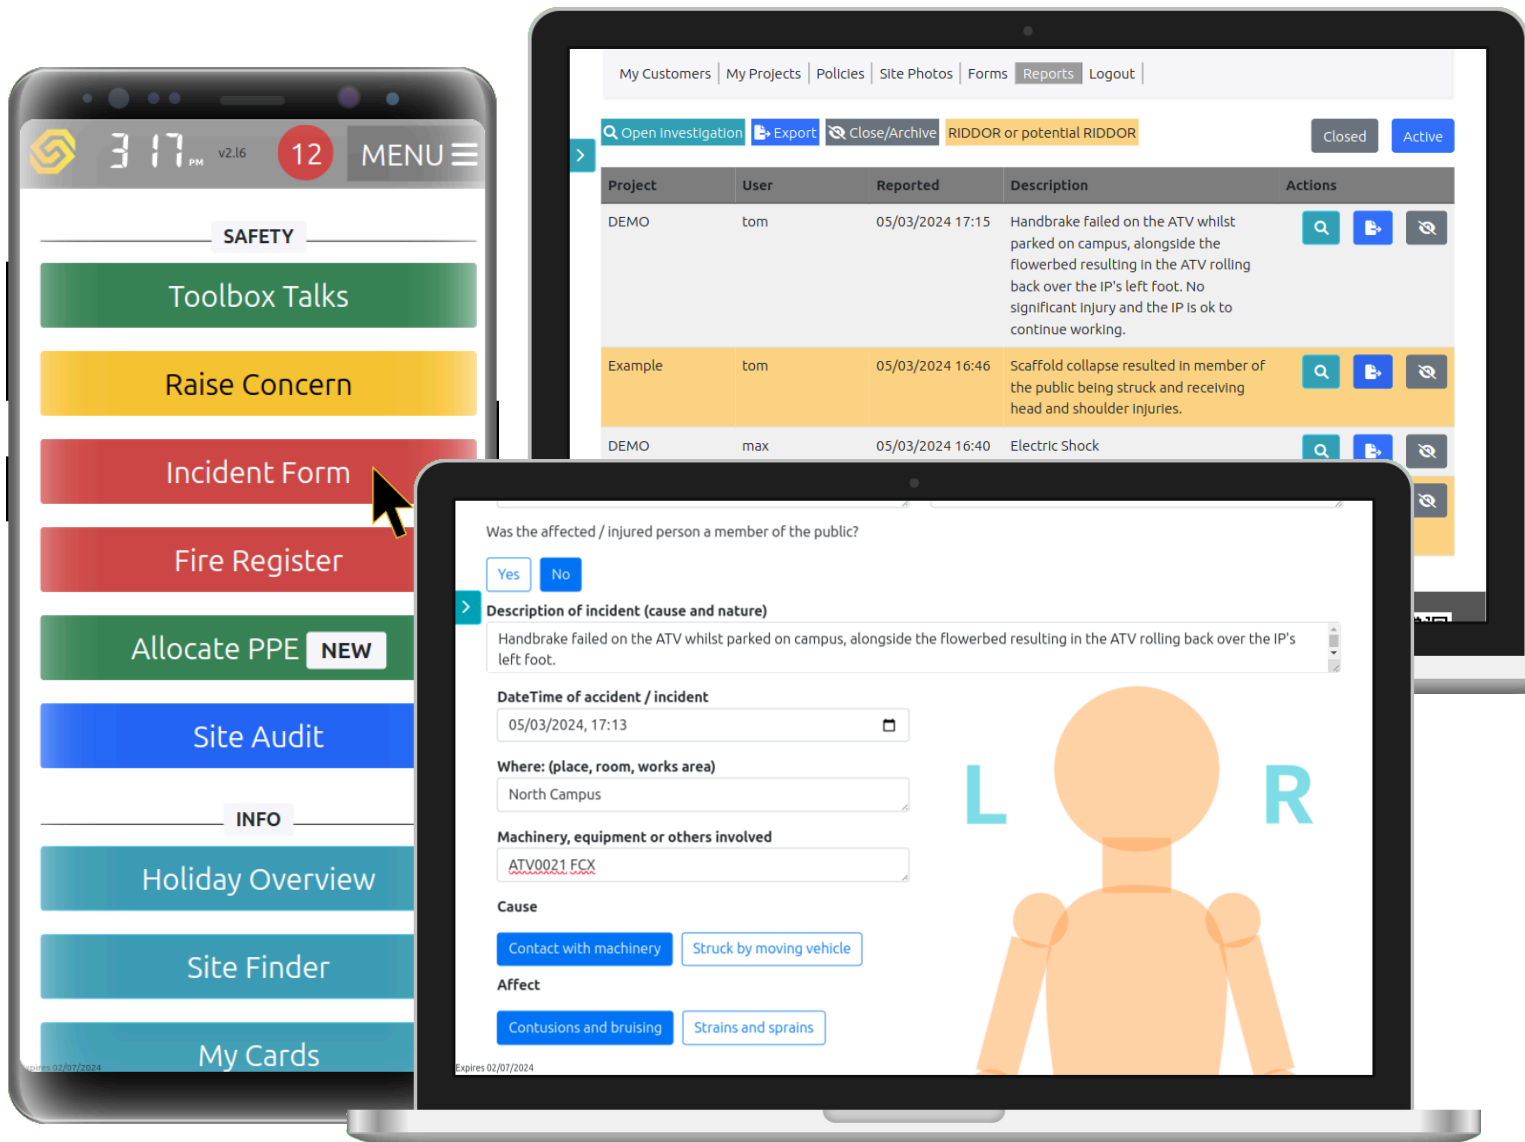 3 17 PM
v2.16
12
MENU
SAFETY
Toolbox Talks
Raise Concern
Incident Form
Fire Register
Allocate PPE NEW
Site Audit
INFO
Holiday Overview
Site Finder
My Cards
expires 02/07/2024
My Customers My Projects Policies Site Photos Forms Reports Logout
Open Investigation Export Close/Archive RIDDOR or potential RIDDOR Closed Active
Project User Reported Description Actions
DEMO tom 05/03/2024 17:15 Handbrake failed on the ATV whilst
parked on campus, alongside the
flowerbed resulting in the ATV rolling
back over the IP's left foot. No
significant injury and the IP is ok to
continue working.
Example tom 05/03/2024 16:46 Scaffold collapse resulted in member of
the public being struck and receiving
head and shoulder injuries.
DEMO max 05/03/2024 16:40 Electric Shock
Was the affected / injured person a member of the public?
Yes No
Description of incident (cause and nature)
Handbrake failed on the ATV whilst parked on campus, alongside the flowerbed resulting in the ATV rolling back over the IP's
left foot.
DateTime of accident / incident
05/03/2024, 17:13
Where: (place, room, works area)
North Campus
Machinery, equipment or others involved
ATV0021 FCX
Cause
Contact with machinery Struck by moving vehicle
Affect
Contusions and bruising Strains and sprains
Expires 02/07/2024
L R